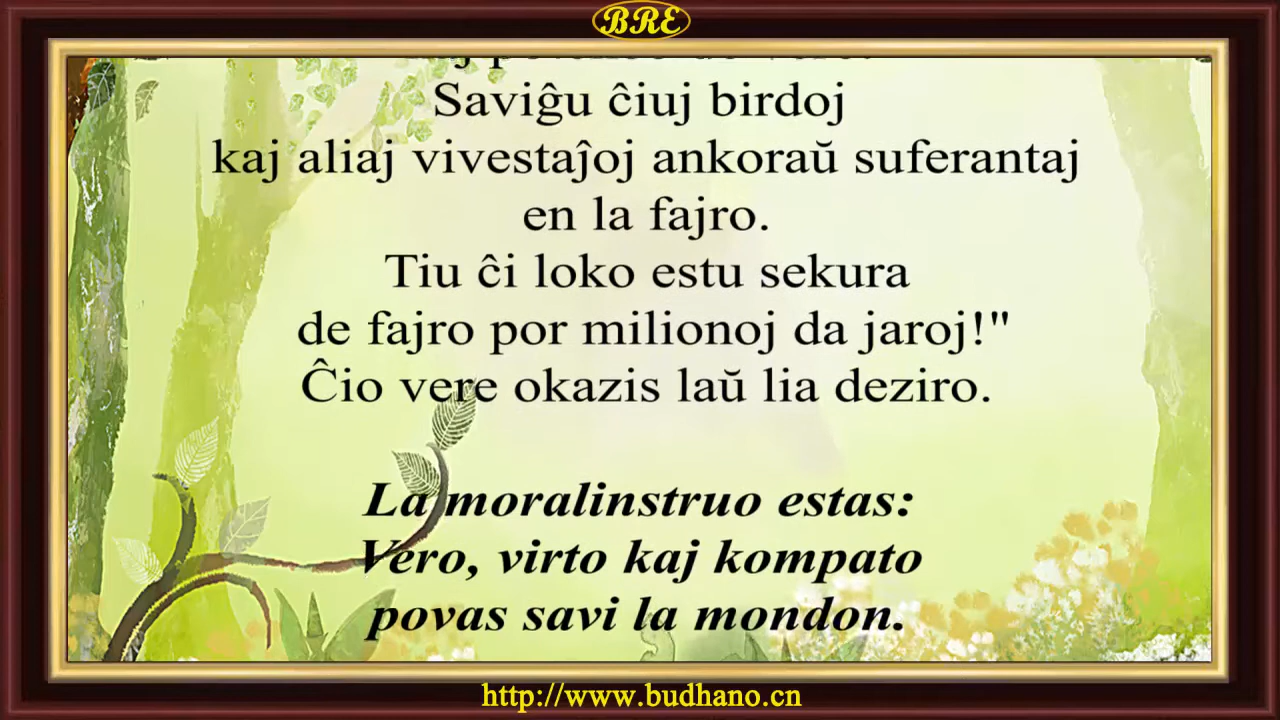 BRE
Saviĝu ĉiuj birdoj
kaj aliaj vivestaĵoj ankoraŭ suferantaj
en la fajro.
Tiu ĉi loko estu sekura
de fajro por milionoj da jaroj!"
Ĉio vere okazis laŭ lia deziro.
La moralinstruo estas:
Vero, virto kaj kompato
povas savi la mondon.
http://www.budhano.cn